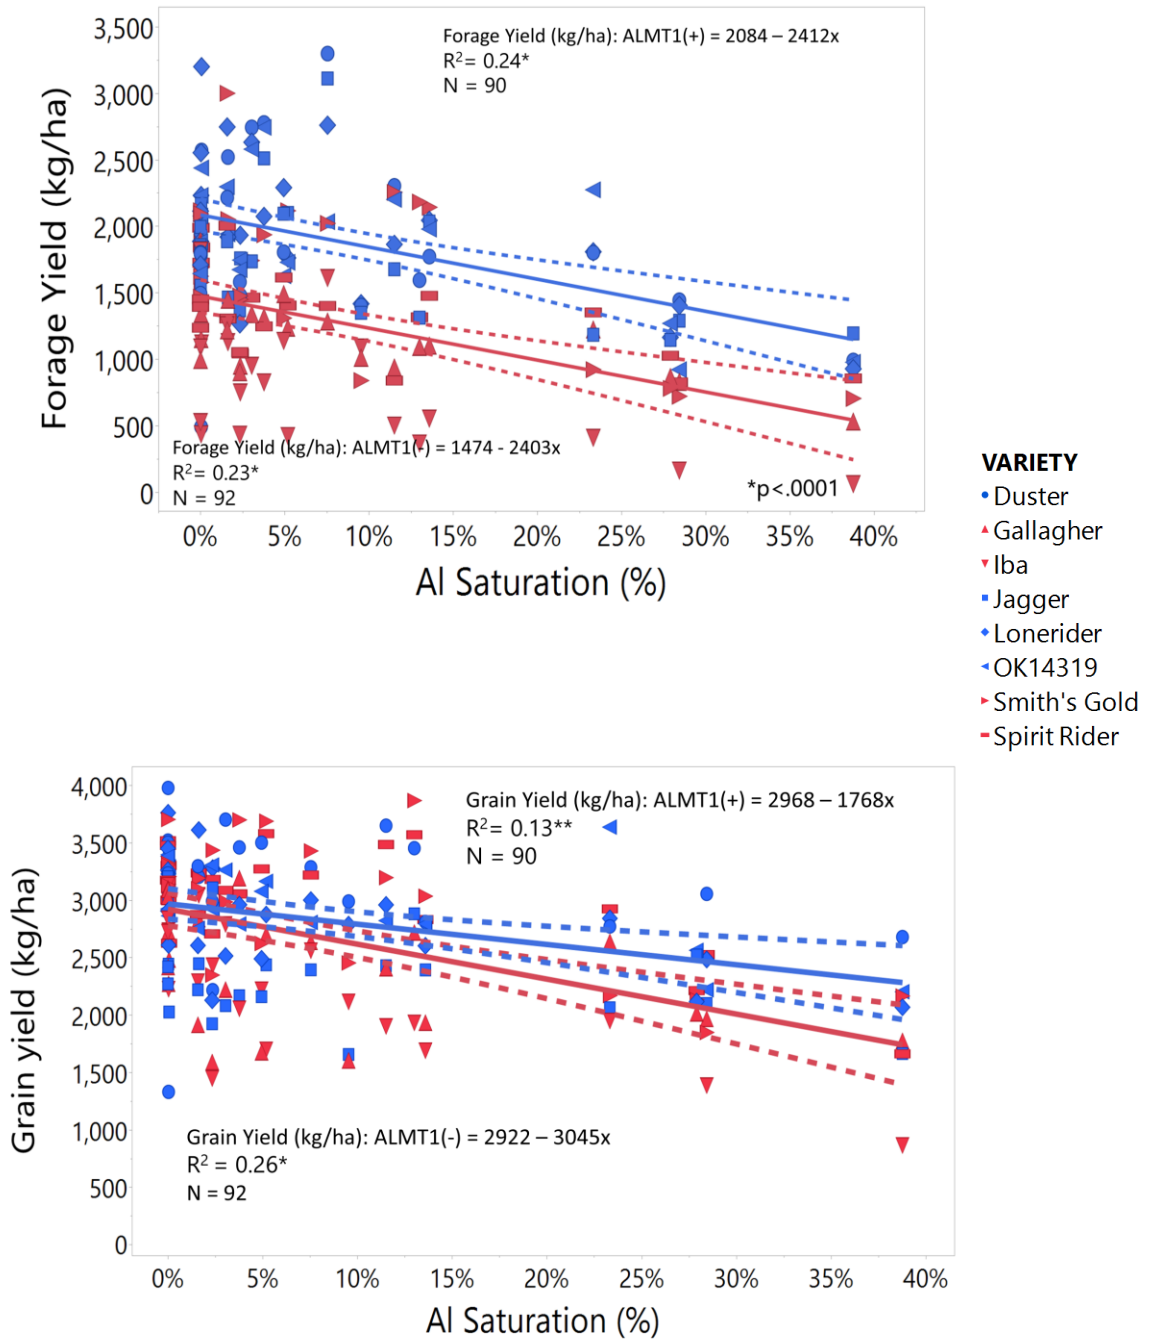 Forage Yield (kg/ha)
3,500
3,000
2,500
2,000
1,500
1,000
500
0
Forage Yield (kg/ha): ALMT1(+) = 2084 – 2412x
R²= 0.24*
N = 90
Forage Yield (kg/ha): ALMT1(-) = 1474 - 2403x
R²= 0.23*
N = 92
*p<.0001
0% 5% 10% 15% 20% 25% 30% 35% 40%
Al Saturation (%)
VARIETY
Duster
Gallagher
Iba
Jagger
Lonerider
OK14319
Smith's Gold
Spirit Rider
Grain yield (kg/ha)
4,000
3,500
3,000
2,500
2,000
1,500
1,000
500
0
Grain Yield (kg/ha): ALMT1(+) = 2968 – 1768x
R²= 0.13**
N = 90
Grain Yield (kg/ha): ALMT1(-) = 2922 – 3045x
R² = 0.26*
N = 92
0% 5% 10% 15% 20% 25% 30% 35% 40%
Al Saturation (%)